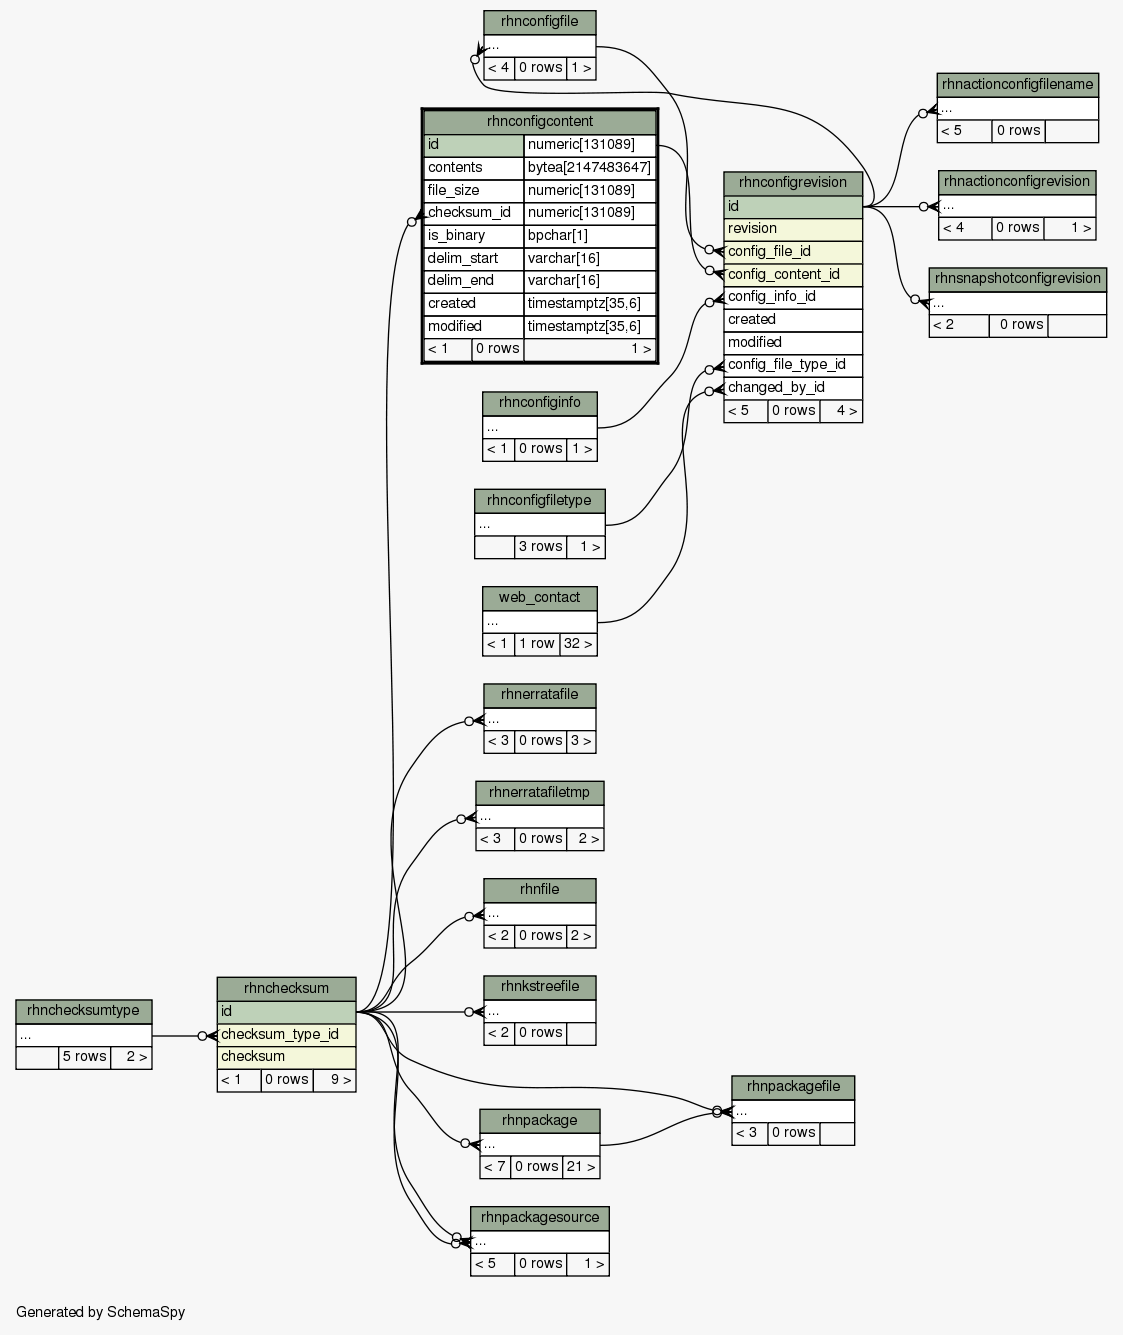 rhnconfigfile
...
< 4 0 rows 1 >
rhnactionconfigfilename
...
< 5 0 rows
rhnconfigcontent
id numeric[131089]
contents bytea[2147483647]
file_size numeric[131089]
checksum_id numeric[131089]
is_binary bpchar[1]
delim_start varchar[16]
delim_end varchar[16]
created timestamptz[35,6]
modified timestamptz[35,6]
< 1 0 rows 1 >
rhnconfigrevision
id
revision
config_file_id
config_content_id
config_info_id
created
modified
config_file_type_id
changed_by_id
< 5 0 rows 4 >
rhnactionconfigrevision
...
< 4 0 rows 1 >
rhnsnapshotconfigrevision
...
< 2 0 rows
rhnconfiginfo
...
< 1 0 rows 1 >
rhnconfigfiletype
...
3 rows 1 >
web_contact
...
< 1 1 row 32 >
rhnerratafile
...
< 3 0 rows 3 >
rhnerratafiletmp
...
< 3 0 rows 2 >
rhnfile
...
< 2 0 rows 2 >
rhnkstreefile
...
< 2 0 rows
rhnchecksumtype
...
5 rows 2 >
rhnchecksum
id
checksum_type_id
checksum
< 1 0 rows 9 >
rhnpackagefile
...
< 3 0 rows
rhnpackage
...
< 7 0 rows 21 >
rhnpackagesource
...
< 5 0 rows 1 >
Generated by SchemaSpy